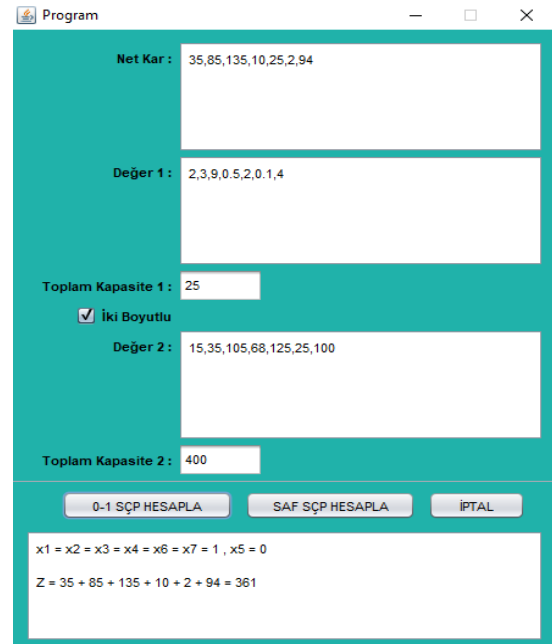 Program
Net Kar : 35,85,135,10,25,2,94
Değer 1 : 2,3,9,0.5,2,0.1,4
Toplam Kapasite 1 : 25
İki Boyutlu
Değer 2 : 15,35,105,68,125,25,100
Toplam Kapasite 2 : 400
0-1 SÇP HESAPLA SAF SÇP HESAPLA İPTAL
x1 = x2 = x3 = x4 = x6 = x7 = 1 , x5 = 0
Z = 35 + 85 + 135 + 10 + 2 + 94 = 361